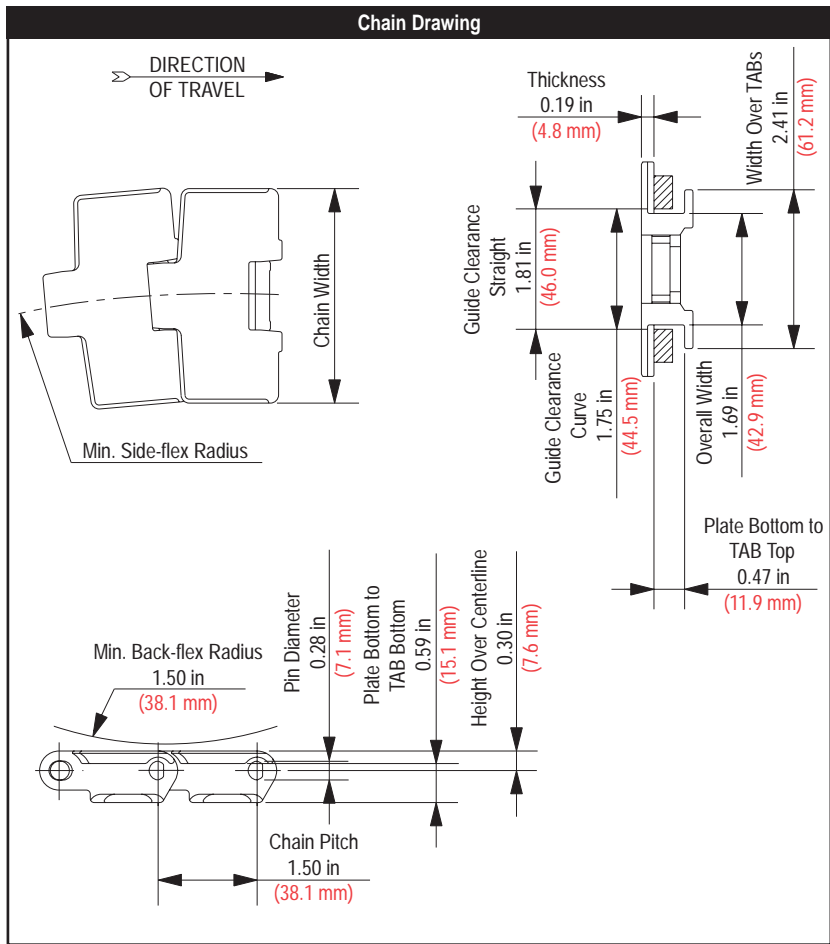 Chain Drawing
DIRECTION
OF TRAVEL
Thickness
0.19 in
(4.8 mm)
Width Over TABs
2.41 in
(61.2 mm)
Chain Width
Guide Clearance
Straight
1.81 in
(46.0 mm)
Guide Clearance
Curve
1.75 in
(44.5 mm)
Overall Width
1.69 in
(42.9 mm)
Min. Side-flex Radius
Plate Bottom to
TAB Top
0.47 in
(11.9 mm)
Min. Back-flex Radius
1.50 in
(38.1 mm)
Pin Diameter
0.28 in
(7.1 mm)
Plate Bottom to
TAB Bottom
0.59 in
(15.1 mm)
Height Over Centerline
0.30 in
(7.6 mm)
Chain Pitch
1.50 in
(38.1 mm)